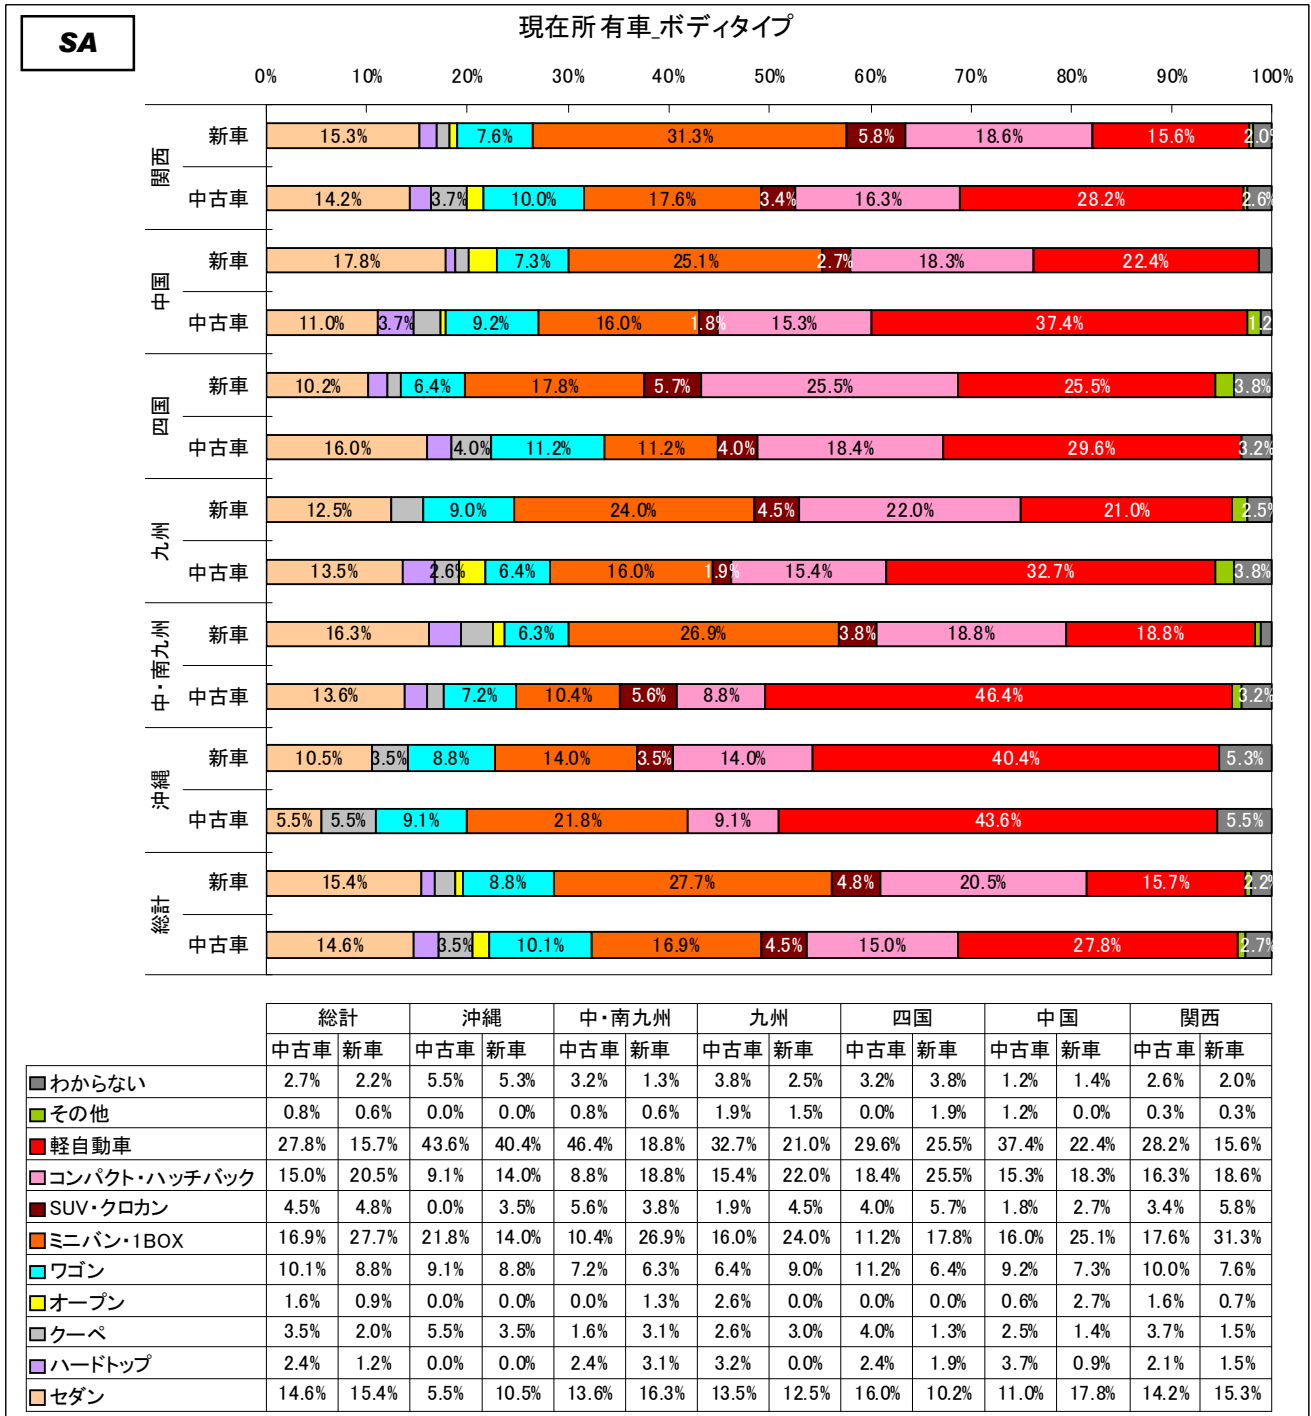 SA
現在所有車_ボディタイプ
0% 10% 20% 30% 40% 50% 60% 70% 80% 90% 100%
関西
新車 15.3% 7.6% 31.3% 5.8% 18.6% 15.6% 2.0%
中古車 14.2% 3.7% 10.0% 17.6% 3.4% 16.3% 28.2% 2.6%
中国
新車 17.8% 7.3% 25.1% 2.7% 18.3% 22.4%
中古車 11.0% 3.7% 9.2% 16.0% 1.8% 15.3% 37.4% 1.2
四国
新車 10.2% 6.4% 17.8% 5.7% 25.5% 25.5% 3.8%
中古車 16.0% 4.0% 11.2% 11.2% 4.0% 18.4% 29.6% 3.2%
九州
新車 12.5% 9.0% 24.0% 4.5% 22.0% 21.0% 2.5%
中古車 13.5% 2.6% 6.4% 16.0% 1.9% 15.4% 32.7% 3.8%
中・南九州
新車 16.3% 6.3% 26.9% 3.8% 18.8% 18.8%
中古車 13.6% 7.2% 10.4% 5.6% 8.8% 46.4% 3.2%
沖縄
新車 10.5% 3.5% 8.8% 14.0% 3.5% 14.0% 40.4% 5.3%
中古車 5.5% 5.5% 9.1% 21.8% 9.1% 43.6% 5.5%
総計
新車 15.4% 8.8% 27.7% 4.8% 20.5% 15.7% 2.2%
中古車 14.6% 3.5% 10.1% 16.9% 4.5% 15.0% 27.8% 2.7%
総計 沖縄 中・南九州 九州 四国 中国 関西
中古車 新車 中古車 新車 中古車 新車 中古車 新車 中古車 新車 中古車 新車 中古車 新車
わからない 2.7% 2.2% 5.5% 5.3% 3.2% 1.3% 3.8% 2.5% 3.2% 3.8% 1.2% 1.4% 2.6% 2.0%
その他 0.8% 0.6% 0.0% 0.0% 0.8% 0.6% 1.9% 1.5% 0.0% 1.9% 1.2% 0.0% 0.3% 0.3%
軽自動車 27.8% 15.7% 43.6% 40.4% 46.4% 18.8% 32.7% 21.0% 29.6% 25.5% 37.4% 22.4% 28.2% 15.6%
コンパクト・ハッチバック 15.0% 20.5% 9.1% 14.0% 8.8% 18.8% 15.4% 22.0% 18.4% 25.5% 15.3% 18.3% 16.3% 18.6%
SUV・クロカン 4.5% 4.8% 0.0% 3.5% 5.6% 3.8% 1.9% 4.5% 4.0% 5.7% 1.8% 2.7% 3.4% 5.8%
ミニバン・1BOX 16.9% 27.7% 21.8% 14.0% 10.4% 26.9% 16.0% 24.0% 11.2% 17.8% 16.0% 25.1% 17.6% 31.3%
ワゴン 10.1% 8.8% 9.1% 8.8% 7.2% 6.3% 6.4% 9.0% 11.2% 6.4% 9.2% 7.3% 10.0% 7.6%
オープン 1.6% 0.9% 0.0% 0.0% 0.0% 1.3% 2.6% 0.0% 0.0% 0.0% 0.6% 2.7% 1.6% 0.7%
クーペ 3.5% 2.0% 5.5% 3.5% 1.6% 3.1% 2.6% 3.0% 4.0% 1.3% 2.5% 1.4% 3.7% 1.5%
ハードトップ 2.4% 1.2% 0.0% 0.0% 2.4% 3.1% 3.2% 0.0% 2.4% 1.9% 3.7% 0.9% 2.1% 1.5%
セダン 14.6% 15.4% 5.5% 10.5% 13.6% 16.3% 13.5% 12.5% 16.0% 10.2% 11.0% 17.8% 14.2% 15.3%